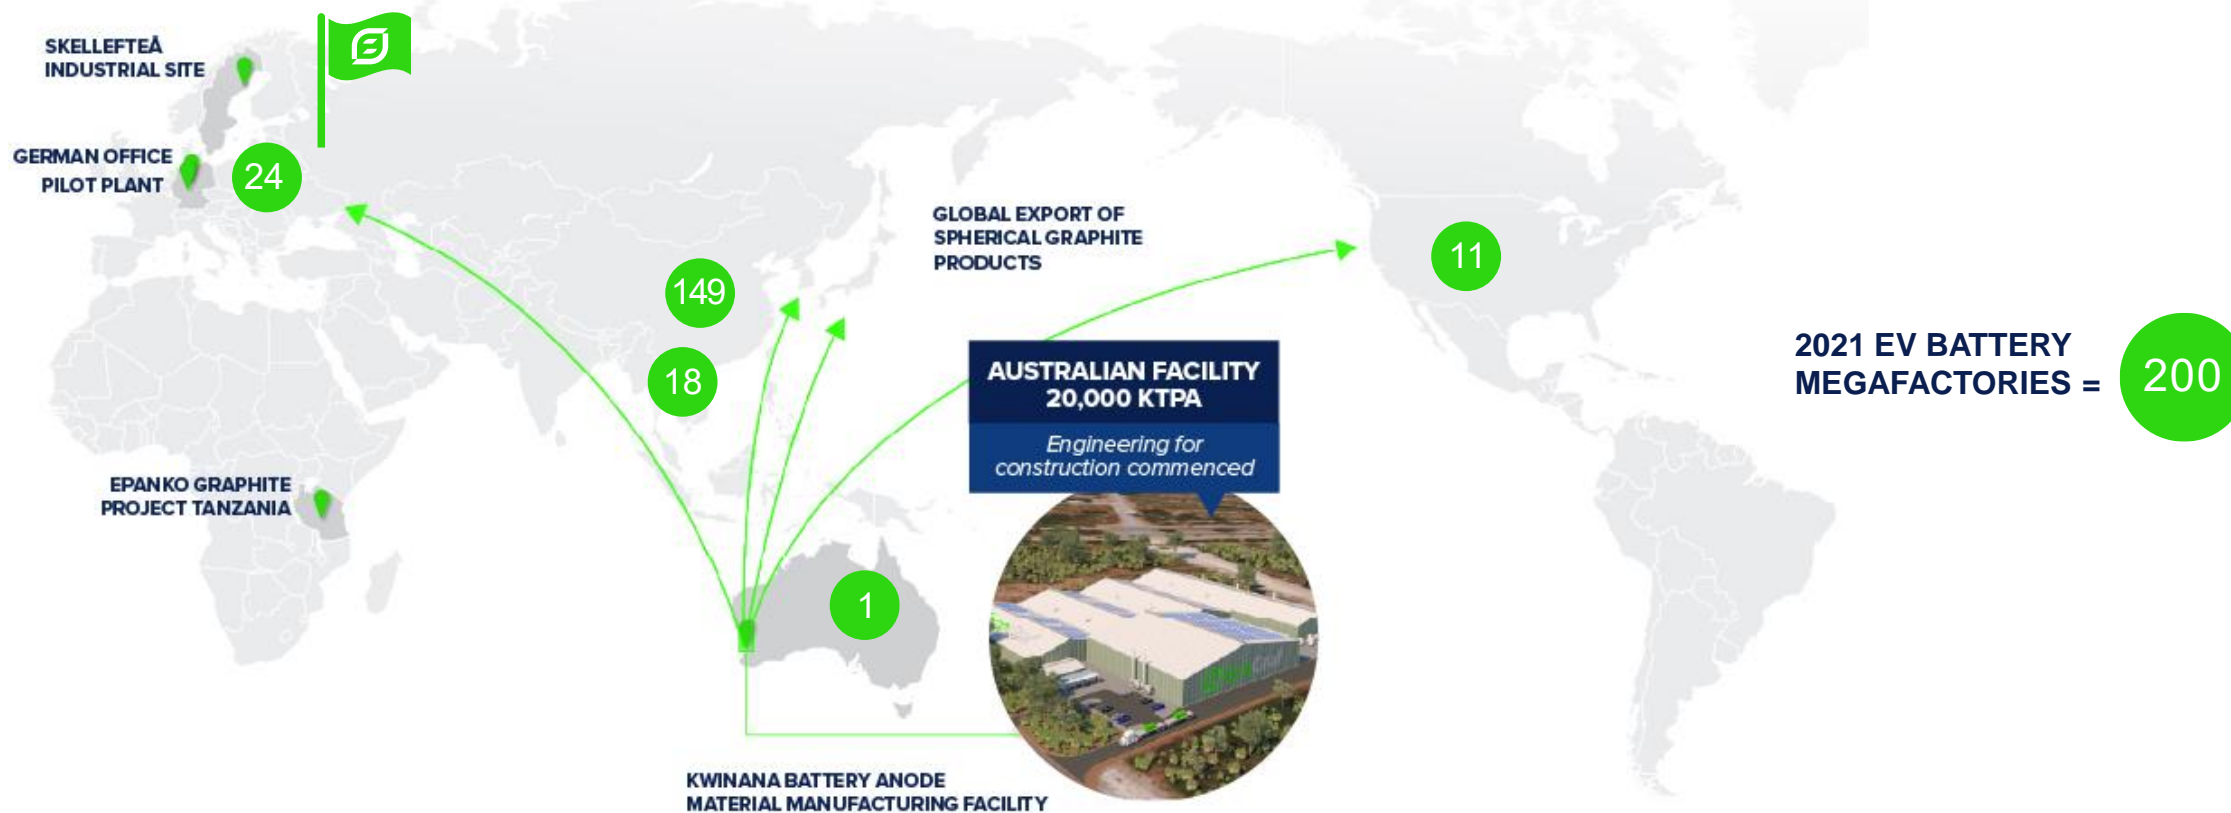 SKELLEFTEÅ
INDUSTRIAL SITE
GERMAN OFFICE
PILOT PLANT
24
149
18
GLOBAL EXPORT OF
SPHERICAL GRAPHITE
PRODUCTS
11
2021 EV BATTERY
MEGAFACTORIES =
200
AUSTRALIAN FACILITY
20,000 KTPA
Engineering for
construction commenced
EPANKO GRAPHITE
PROJECT TANZANIA
1
KWINANA BATTERY ANODE
MATERIAL MANUFACTURING FACILITY